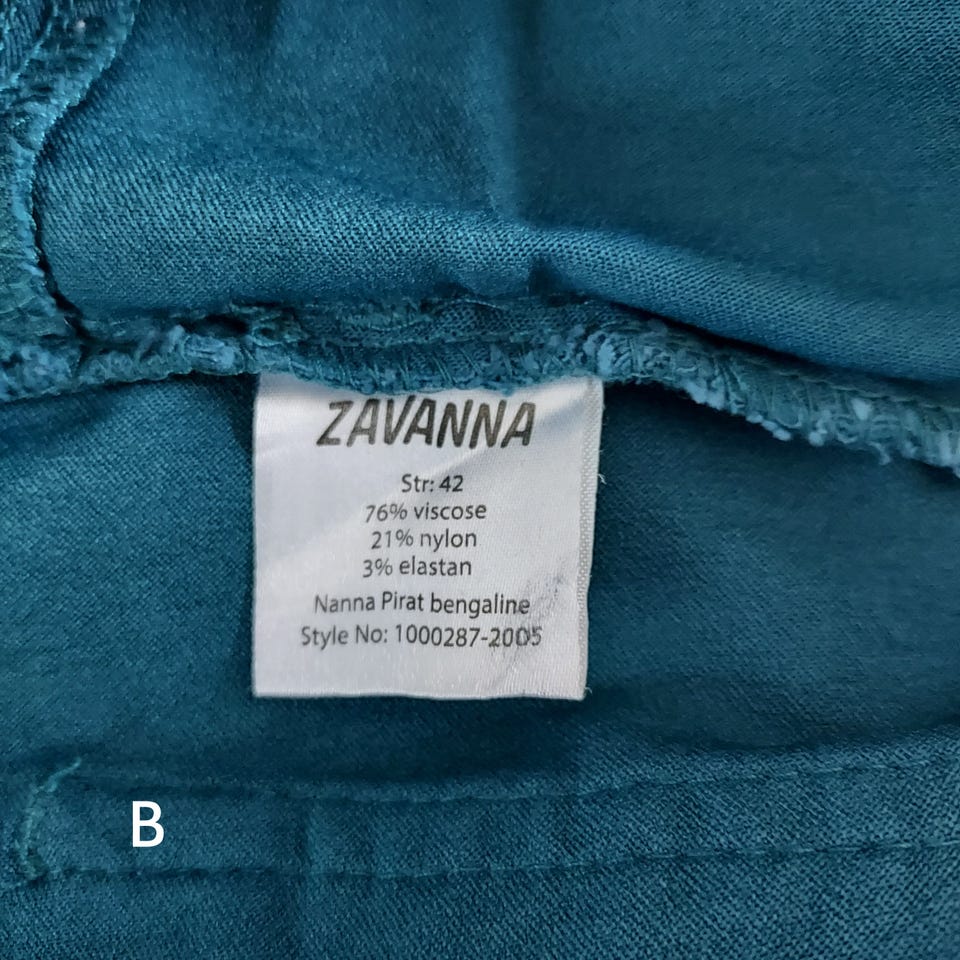 ZAVANNA
Str: 42
76% viscose
21% nylon
3% elastan
Nanna Pirat bengaline
Style No: 1000287-2005
B